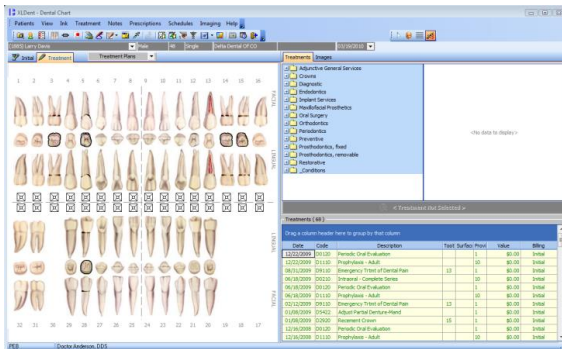 XLDent - Dental Chart
Patients View Ink Treatment Notes Prescriptions Schedules Imaging Help
Larry Davis Male 48 Single Delta Dental Of CO 03/19/2010
Initial Treatment Treatment Plans
1 2 3 4 5 6 7 8 9 10 11 12 13 14 15 16
FACIAL
LINGUAL
LINGUAL
FACIAL
32 31 30 29 28 27 26 25 24 23 22 21 20 19 18 17
Treatments Images
Adjunctive General Services
Crowns
Diagnostic
Endodontics
Implant Services
Maxillofacial Prosthetics
Oral Surgery
Orthodontics
Periodontics
Preventive
Prosthodontics, fixed
Prosthodontics, removable
Restorative
_Conditions
<No data to display>
< Treatment Not Selected >
Treatments ( 68 )
Drag a column header here to group by that column
Date Code Description Toot Surface Provi Value Billing
12/22/2009 D0120 Periodic Oral Evaluation 1 $0.00 Initial
12/22/2009 D1110 Prophylaxis - Adult 10 $0.00 Initial
08/31/2009 D9110 Emergency Trtmt of Dental Pain 13 1 $0.00 Initial
06/18/2009 D0210 Intraoral - Complete Series 10 $0.00 Initial
06/18/2009 D0120 Periodic Oral Evaluation 1 $0.00 Initial
06/18/2009 D1110 Prophylaxis - Adult 10 $0.00 Initial
02/12/2009 D9110 Emergency Trtmt of Dental Pain 13 1 $0.00 Initial
01/08/2009 D5422 Adjust Partial Denture-Mand 1 $0.00 Initial
01/08/2009 D2920 Recement Crown 15 1 $0.00 Initial
12/16/2008 D0120 Periodic Oral Evaluation 1 $0.00 Initial
12/16/2008 D1110 Prophylaxis - Adult 10 $0.00 Initial
PEB Doctor Anderson, DDS